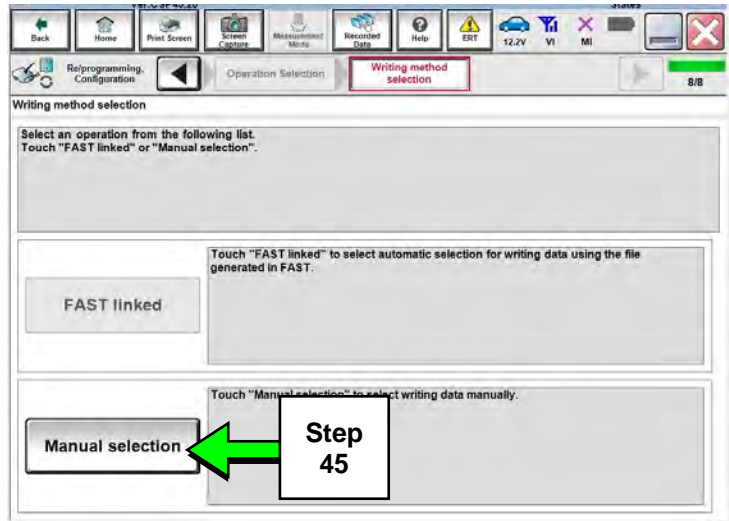 Back
Home
Print Screen
Screen Capture
Measurement Mode
Recorded Data
Help
ERT
12.2V
VI
MI
Re/programming, Configuration
Operation Selection
Writing method selection
8/8
Writing method selection
Select an operation from the following list.
Touch "FAST linked" or "Manual selection".
FAST linked
Touch "FAST linked" to select automatic selection for writing data using the file
generated in FAST.
Manual selection
Touch "Manual selection" to select writing data manually.
Step
45